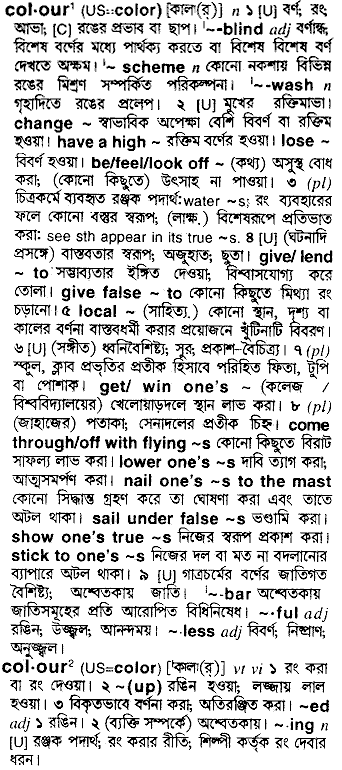 col·our¹ (US=color) [কালা(র্)] n ১ [U] বর্ণ; রং
আভা; [C] রঙের প্রভাব বা ছাপ। '~-blind adj বর্ণান্ধ;
বিশেষ বর্ণের মধ্যে পার্থক্য করতে বা বিশেষ বিশেষ বর্ণ
দেখতে অক্ষম। ~ scheme n কোনো নকশায় বিভিন্ন
রঙের মিশ্রণ সম্পর্কিত পরিকল্পনা। '~-wash n
গৃহাদিতে রঙের প্রলেপ। ২ [U] মুখের রক্তিমাভা।
change ~ স্বাভাবিক অপেক্ষা বেশি বিবর্ণ বা রক্তিম
হওয়া। have a high ~ রক্তিম বর্ণের হওয়া। lose ~
বিবর্ণ হওয়া। be/feel/look off ~ (কথ্য) অসুস্থ বোধ
করা; (কোনো কিছুতে) উৎসাহ না পাওয়া। ৩ (pl)
চিত্রকর্মে ব্যবহৃত রঞ্জক পদার্থ: water ~s; রং ব্যবহারের
ফলে কোনো বস্তুর স্বরূপ; (লাক্ষ.) বিশেষরূপে প্রতিভাত
করা: see sth appear in its true ~s. ৪ [U] (ঘটনাদি
প্রসঙ্গে) বাস্তবতার স্বরূপ; অজুহাত; ছুতা। give/ lend
~ to সম্ভাব্যতার ইঙ্গিত দেওয়া; বিশ্বাসযোগ্য করে
তোলা। give false ~ to কোনো কিছুতে মিথ্যা রং
চড়ানো। ৫ local ~ (সাহিত্য.) কোনো স্থান, দৃশ্য বা
কালের বর্ণনা বাস্তবধর্মী করার প্রয়োজনে খুঁটিনাটি বিবরণ।
৬ [U] (সঙ্গীত) ধ্বনিবৈশিষ্ট্য; সুর; প্রকাশ-বৈচিত্র্য। ৭ (pl)
স্কুল, ক্লাব প্রভৃতির প্রতীক হিসাবে পরিহিত ফিতা, টুপি
বা পোশাক। get/ win one's ~ (কলেজ /
বিশ্ববিদ্যালয়ের) খেলোয়াড়দলে স্থান লাভ করা। ৮ (pl)
(জাহাজের) পতাকা; সেনাদলের প্রতীক চিহ্ন। come
through/off with flying ~s কোনো কিছুতে বিরাট
সাফল্য লাভ করা। lower one's ~s দাবি ত্যাগ করা;
আত্মসমর্পণ করা। nail one's ~s to the mast
কোনো সিদ্ধান্ত গ্রহণ করে তা ঘোষণা করা এবং তাতে
অটল থাকা। sail under false ~s ভণ্ডামি করা।
show one's true ~s নিজের স্বরূপ প্রকাশ করা।
stick to one's ~s নিজের দল বা মত না বদলানোর
ব্যাপারে অটল থাকা। ৯ [U] গাত্রচর্মের বর্ণের জাতিগত
বৈশিষ্ট্য; অশ্বেতকায় জাতি। '~-bar অশ্বেতকায়
জাতিসমূহের প্রতি আরোপিত বিধিনিষেধ। ~·ful adj
রঙিন; উজ্জ্বল; আনন্দময়। ~·less adj বিবর্ণ; নিষ্প্রাণ;
অনুজ্জ্বল।
col·our² (US=color) ['কালা(র্)] vt vi ১ রং করা
বা রং দেওয়া। ২ ~(up) রঙিন হওয়া; লজ্জায় লাল
হওয়া। ৩ বিকৃতভাবে বর্ণনা করা; অতিরঞ্জিত করা। ~ed
adj ১ রঙিন। ২ (ব্যক্তি সম্পর্কে) অশ্বেতকায়। ~·ing n
[U] রঞ্জক পদার্থ; রং করার রীতি; শিল্পী কর্তৃক রং দেবার
ধরন।